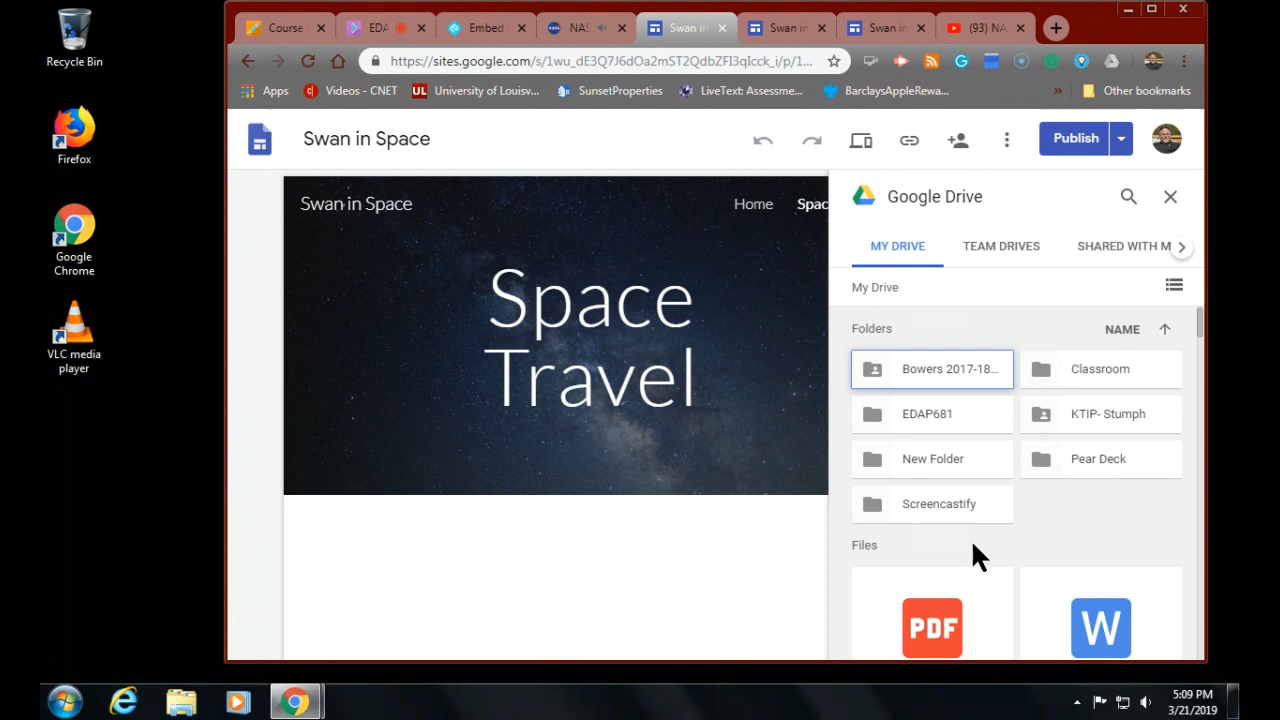 Recycle Bin
Firefox
Google
Chrome
VLC media
player
Course
EDA
Embed
NAS
Swan in
Swan in
Swan in
(93) NA
https://sites.google.com/s/1wu_dE3Q7J6dOa2mST2QdbZFI3qIcck_i/p/1...
Apps
Videos - CNET
UL University of Louisv...
SunsetProperties
LiveText: Assessme...
BarclaysAppleRewa...
»
Other bookmarks
Swan in Space
Publish
Swan in Space
Home
Spac
Space
Travel
Google Drive
MY DRIVE
TEAM DRIVES
SHARED WITH M
My Drive
Folders
NAME
Bowers 2017-18...
Classroom
EDAP681
KTIP- Stumph
New Folder
Pear Deck
Screencastify
Files
PDF
W
5:09 PM
3/21/2019